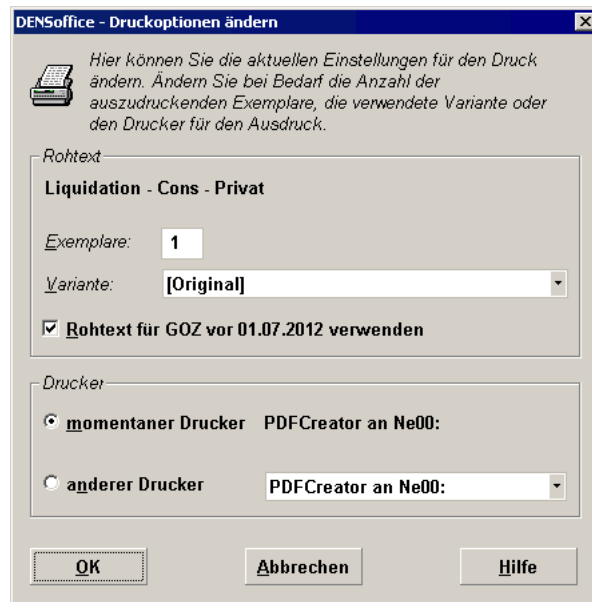 DENSoffice - Druckoptionen ändern
Hier können Sie die aktuellen Einstellungen für den Druck
ändern. Ändern Sie bei Bedarf die Anzahl der
auszudruckenden Exemplare, die verwendete Variante oder
den Drucker für den Ausdruck.
Rohtext
Liquidation - Cons - Privat
Exemplare: 1
Variante: [Original]
Rohtext für GOZ vor 01.07.2012 verwenden
Drucker
momentaner Drucker PDFCreator an Ne00:
anderer Drucker PDFCreator an Ne00:
OK Abbrechen Hilfe